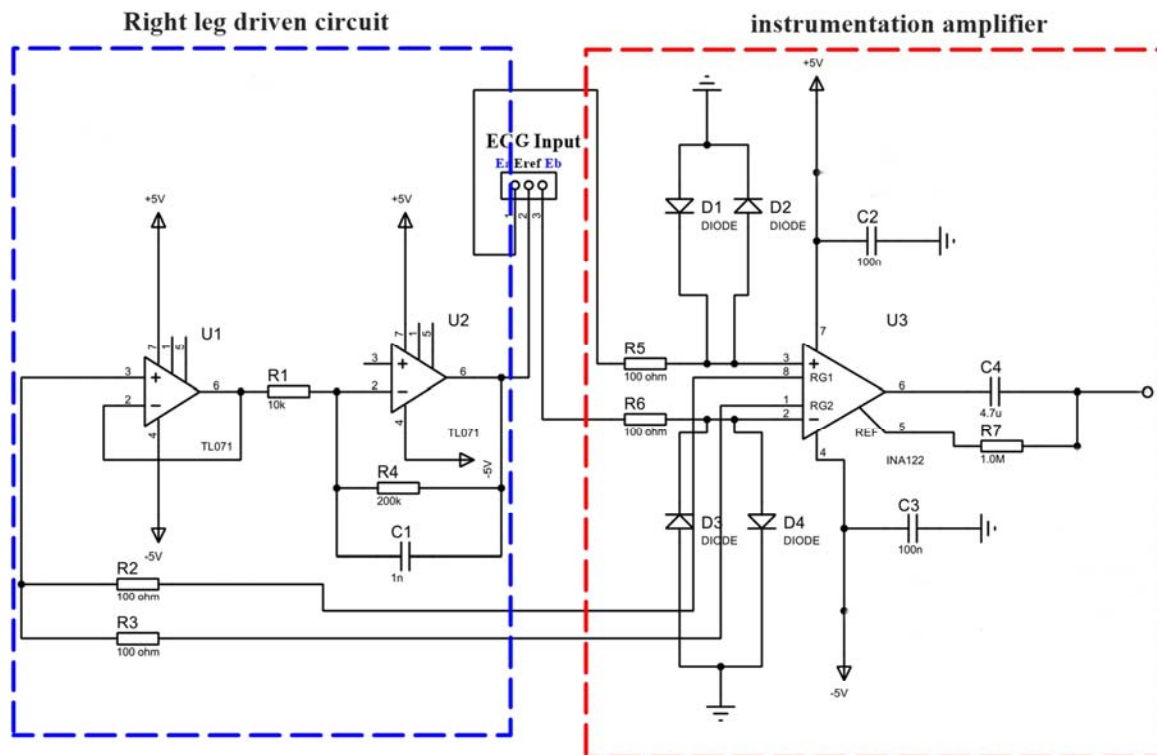 Right leg driven circuit
instrumentation amplifier
+5V
ECG Input
Ea Eref Eb
1
2
3
D1
DIODE
D2
DIODE
C2
100n
+5V
+5V
U1
7
1
5
3
+
2
−
6
4
TL071
-5V
R1
10k
U2
7
1
5
3
+
2
−
6
4
TL071
-5V
R4
200k
C1
1n
R2
100 ohm
R3
100 ohm
R5
100 ohm
R6
100 ohm
U3
7
3
+
8
RG1
1
RG2
2
−
6
REF
5
4
INA122
C4
4.7u
R7
1.0M
D3
DIODE
D4
DIODE
C3
100n
-5V